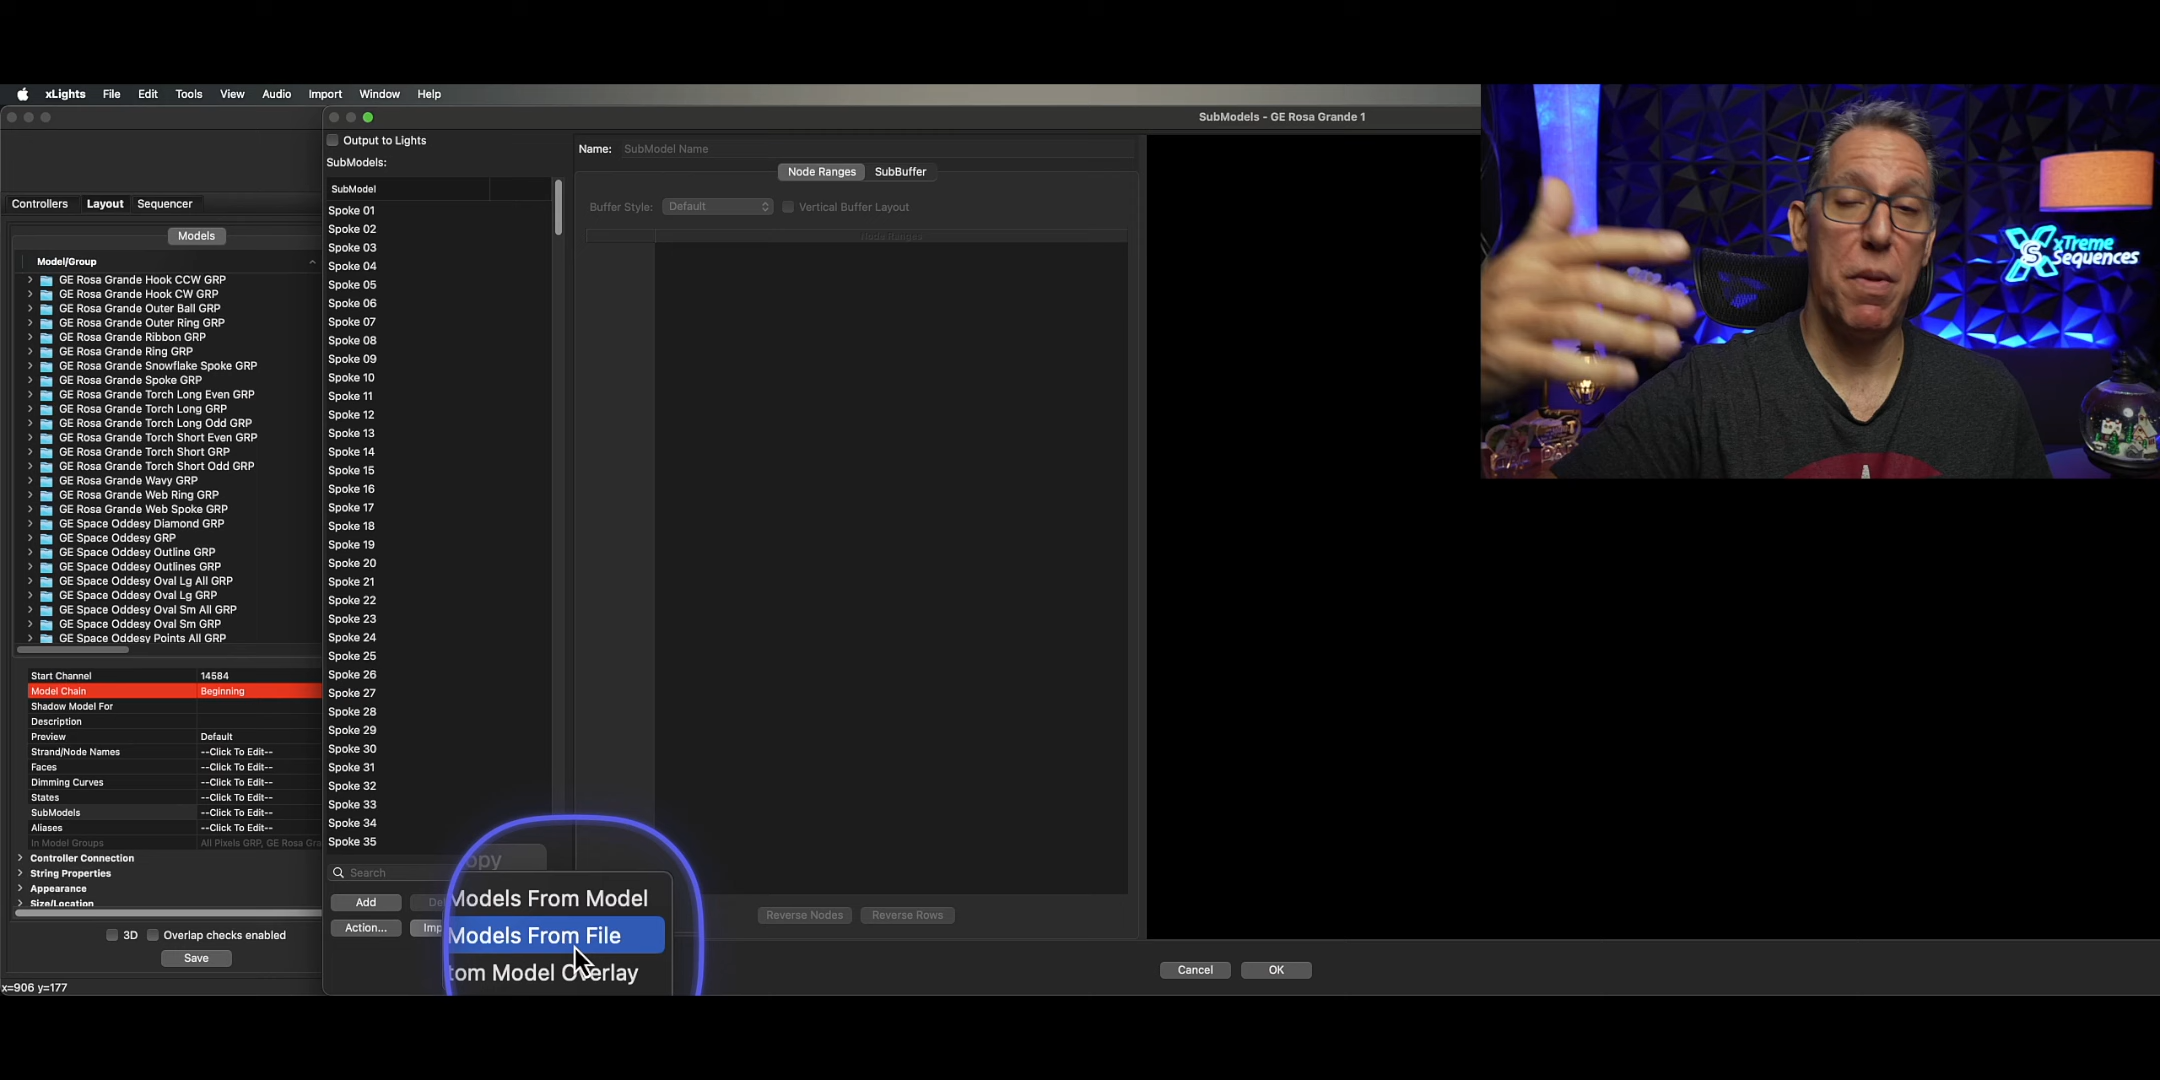 xLights File Edit Tools View Audio Import Window Help
SubModels - GE Rosa Grande 1
Output to Lights
SubModels:
SubModel
Spoke 01
Spoke 02
Spoke 03
Spoke 04
Spoke 05
Spoke 06
Spoke 07
Spoke 08
Spoke 09
Spoke 10
Spoke 11
Spoke 12
Spoke 13
Spoke 14
Spoke 15
Spoke 16
Spoke 17
Spoke 18
Spoke 19
Spoke 20
Spoke 21
Spoke 22
Spoke 23
Spoke 24
Spoke 25
Spoke 26
Spoke 27
Spoke 28
Spoke 29
Spoke 30
Spoke 31
Spoke 32
Spoke 33
Spoke 34
Spoke 35
Search
Add
Action...
Imp
opy
Models From Model
Models From File
tom Model Overlay
Name: SubModel Name
Node Ranges SubBuffer
Buffer Style: Default Vertical Buffer Layout
Node Ranges
Reverse Nodes Reverse Rows
Cancel OK
Controllers Layout Sequencer
Models
Model/Group
GE Rosa Grande Hook CCW GRP
GE Rosa Grande Hook CW GRP
GE Rosa Grande Outer Ball GRP
GE Rosa Grande Outer Ring GRP
GE Rosa Grande Ribbon GRP
GE Rosa Grande Ring GRP
GE Rosa Grande Snowflake Spoke GRP
GE Rosa Grande Spoke GRP
GE Rosa Grande Torch Long Even GRP
GE Rosa Grande Torch Long GRP
GE Rosa Grande Torch Long Odd GRP
GE Rosa Grande Torch Short Even GRP
GE Rosa Grande Torch Short GRP
GE Rosa Grande Torch Short Odd GRP
GE Rosa Grande Wavy GRP
GE Rosa Grande Web Ring GRP
GE Rosa Grande Web Spoke GRP
GE Space Oddesy Diamond GRP
GE Space Oddesy GRP
GE Space Oddesy Outline GRP
GE Space Oddesy Outlines GRP
GE Space Oddesy Oval Lg All GRP
GE Space Oddesy Oval Lg GRP
GE Space Oddesy Oval Sm All GRP
GE Space Oddesy Oval Sm GRP
GE Space Oddesy Points All GRP
Start Channel 14584
Model Chain Beginning
Shadow Model For
Description
Preview Default
Strand/Node Names --Click To Edit--
Faces --Click To Edit--
Dimming Curves --Click To Edit--
States --Click To Edit--
SubModels --Click To Edit--
Aliases --Click To Edit--
In Model Groups All Pixels GRP, GE Rosa Gra
Controller Connection
String Properties
Appearance
Size/Location
3D Overlap checks enabled
Save
x=906 y=177
xTreme
Sequences